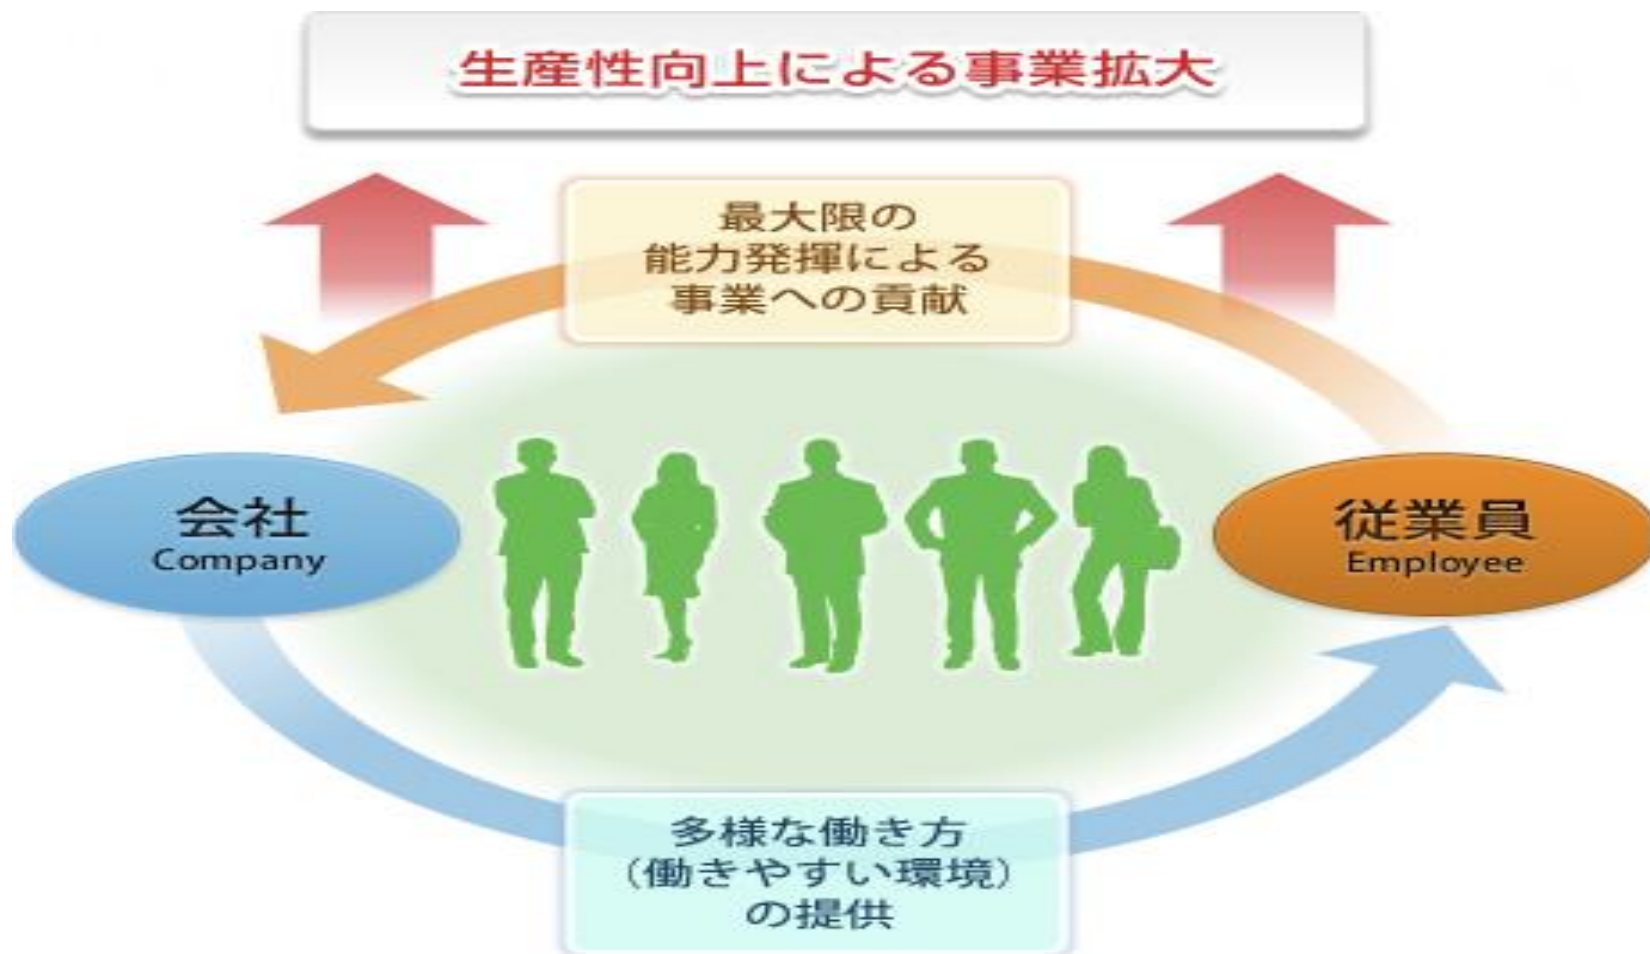 生産性向上による事業拡大
最大限の
能力発揮による
事業への貢献
会社
Company
従業員
Employee
多様な働き方
(働きやすい環境)
の提供